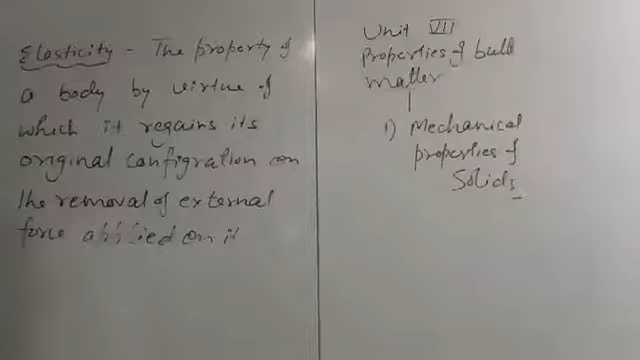 Elasticity - The property of
a body by virtue of
which it regains its
original configration on
the removal of external
force applied on it
Unit VII
Properties of bulk
matter
1) Mechanical
properties of
Solids